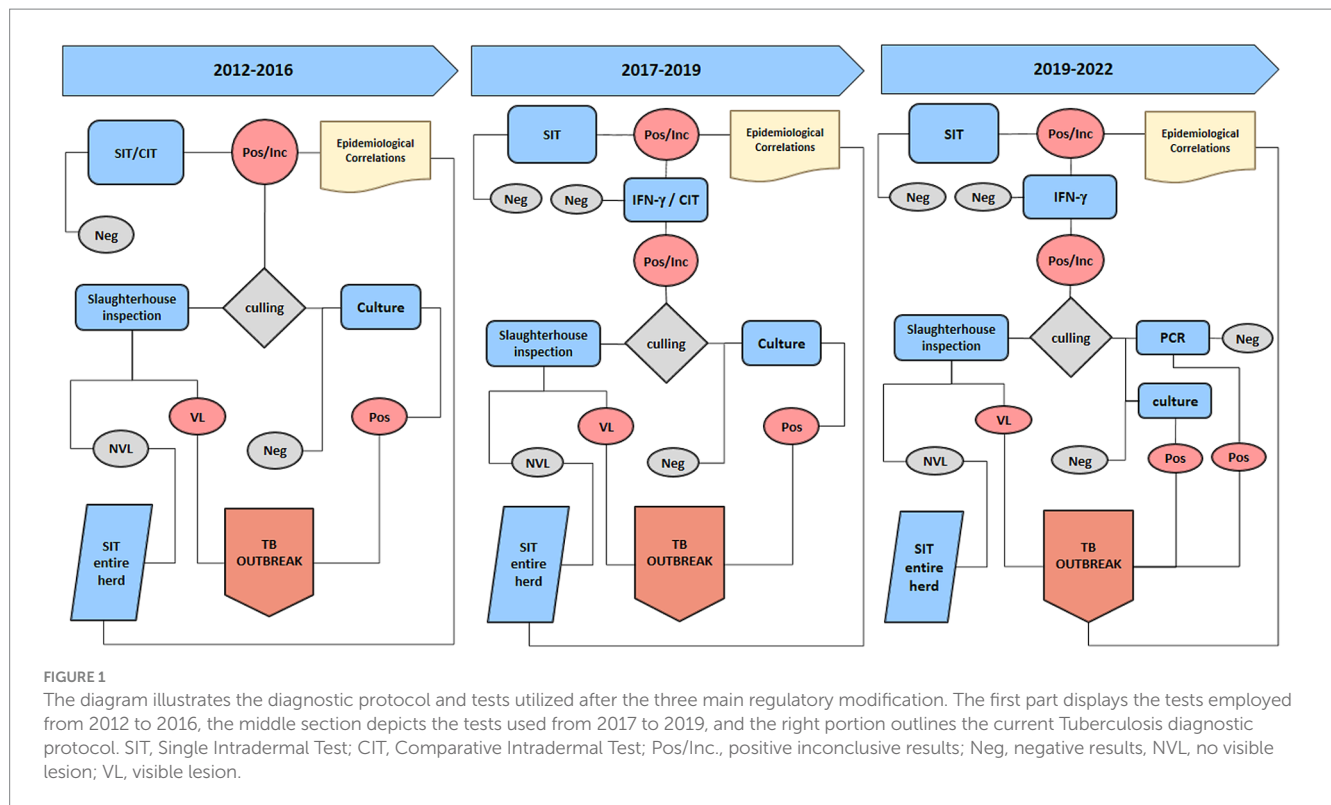 2012-2016
SIT/CIT
Pos/Inc
Epidemiological
Correlations
Neg
Slaughterhouse
inspection
culling
Culture
VL
Pos
NVL
Neg
SIT
entire
herd
TB
OUTBREAK
2017-2019
SIT
Pos/Inc
Epidemiological
Correlations
Neg
Neg
IFN-γ / CIT
Pos/Inc
Slaughterhouse
inspection
culling
Culture
VL
Pos
NVL
Neg
SIT
entire
herd
TB
OUTBREAK
2019-2022
SIT
Pos/Inc
Epidemiological
Correlations
Neg
Neg
IFN-γ
Pos/Inc
Slaughterhouse
inspection
culling
PCR
Neg
culture
VL
NVL
Neg
Pos
Pos
SIT
entire
herd
TB
OUTBREAK
FIGURE 1
The diagram illustrates the diagnostic protocol and tests utilized after the three main regulatory modification. The first part displays the tests employed
from 2012 to 2016, the middle section depicts the tests used from 2017 to 2019, and the right portion outlines the current Tuberculosis diagnostic
protocol. SIT, Single Intradermal Test; CIT, Comparative Intradermal Test; Pos/Inc., positive inconclusive results; Neg, negative results, NVL, no visible
lesion; VL, visible lesion.